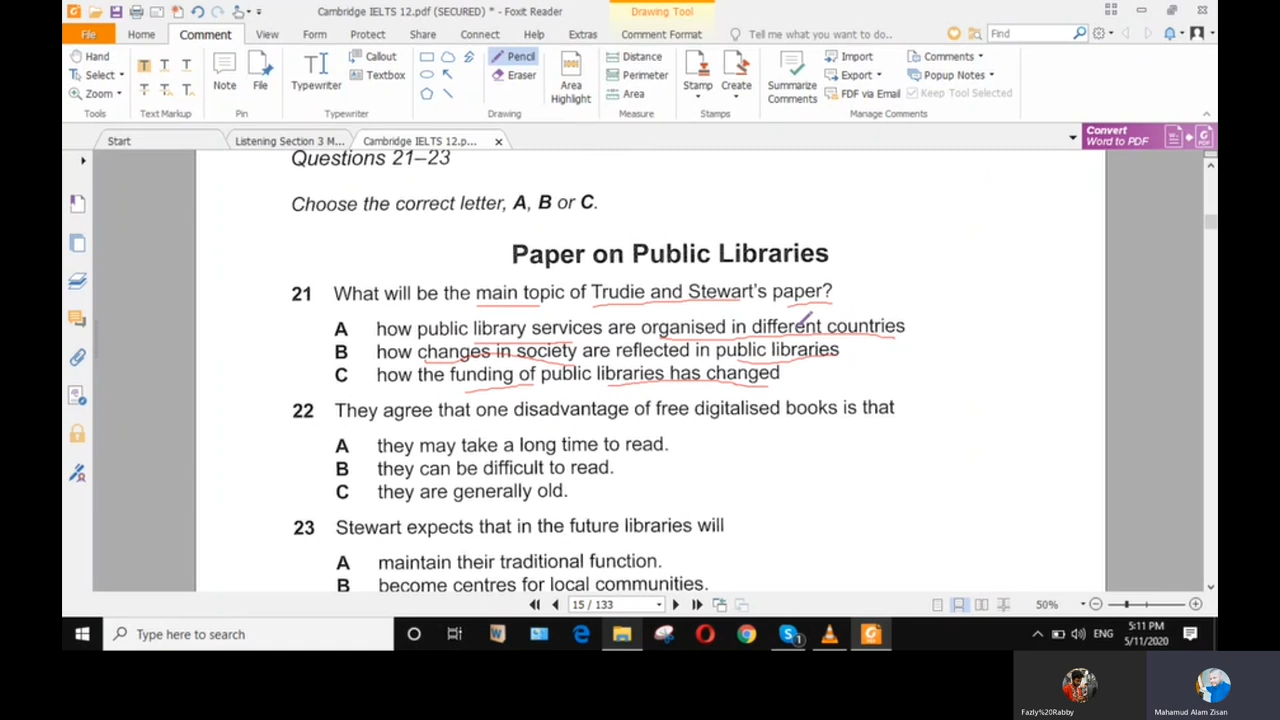 Cambridge IELTS 12.pdf (SECURED) * - Foxit Reader
Drawing Tool
File Home Comment View Form Protect Share Connect Help Extras Comment Format Tell me what you want to do.. Find
Hand
Select
Zoom
Tools
Text Markup
Note
File
Pin
Typewriter
Callout
Textbox
Typewriter
Pencil
Eraser
Drawing
Area Highlight
Distance
Perimeter
Area
Measure
Stamp
Create
Stamps
Summarize Comments
Import
Export
FDF via Email
Comments
Popup Notes
Keep Tool Selected
Manage Comments
Start
Listening Section 3 M...
Cambridge IELTS 12.p...
Convert
Word to PDF
Questions 21–23
Choose the correct letter, A, B or C.
Paper on Public Libraries
21 What will be the main topic of Trudie and Stewart's paper?
A how public library services are organised in different countries
B how changes in society are reflected in public libraries
C how the funding of public libraries has changed
22 They agree that one disadvantage of free digitalised books is that
A they may take a long time to read.
B they can be difficult to read.
C they are generally old.
23 Stewart expects that in the future libraries will
A maintain their traditional function.
B become centres for local communities.
15 / 133
50%
Type here to search
ENG
5:11 PM
5/11/2020
Fazly%20Rabby
Mahamud Alam Zisan